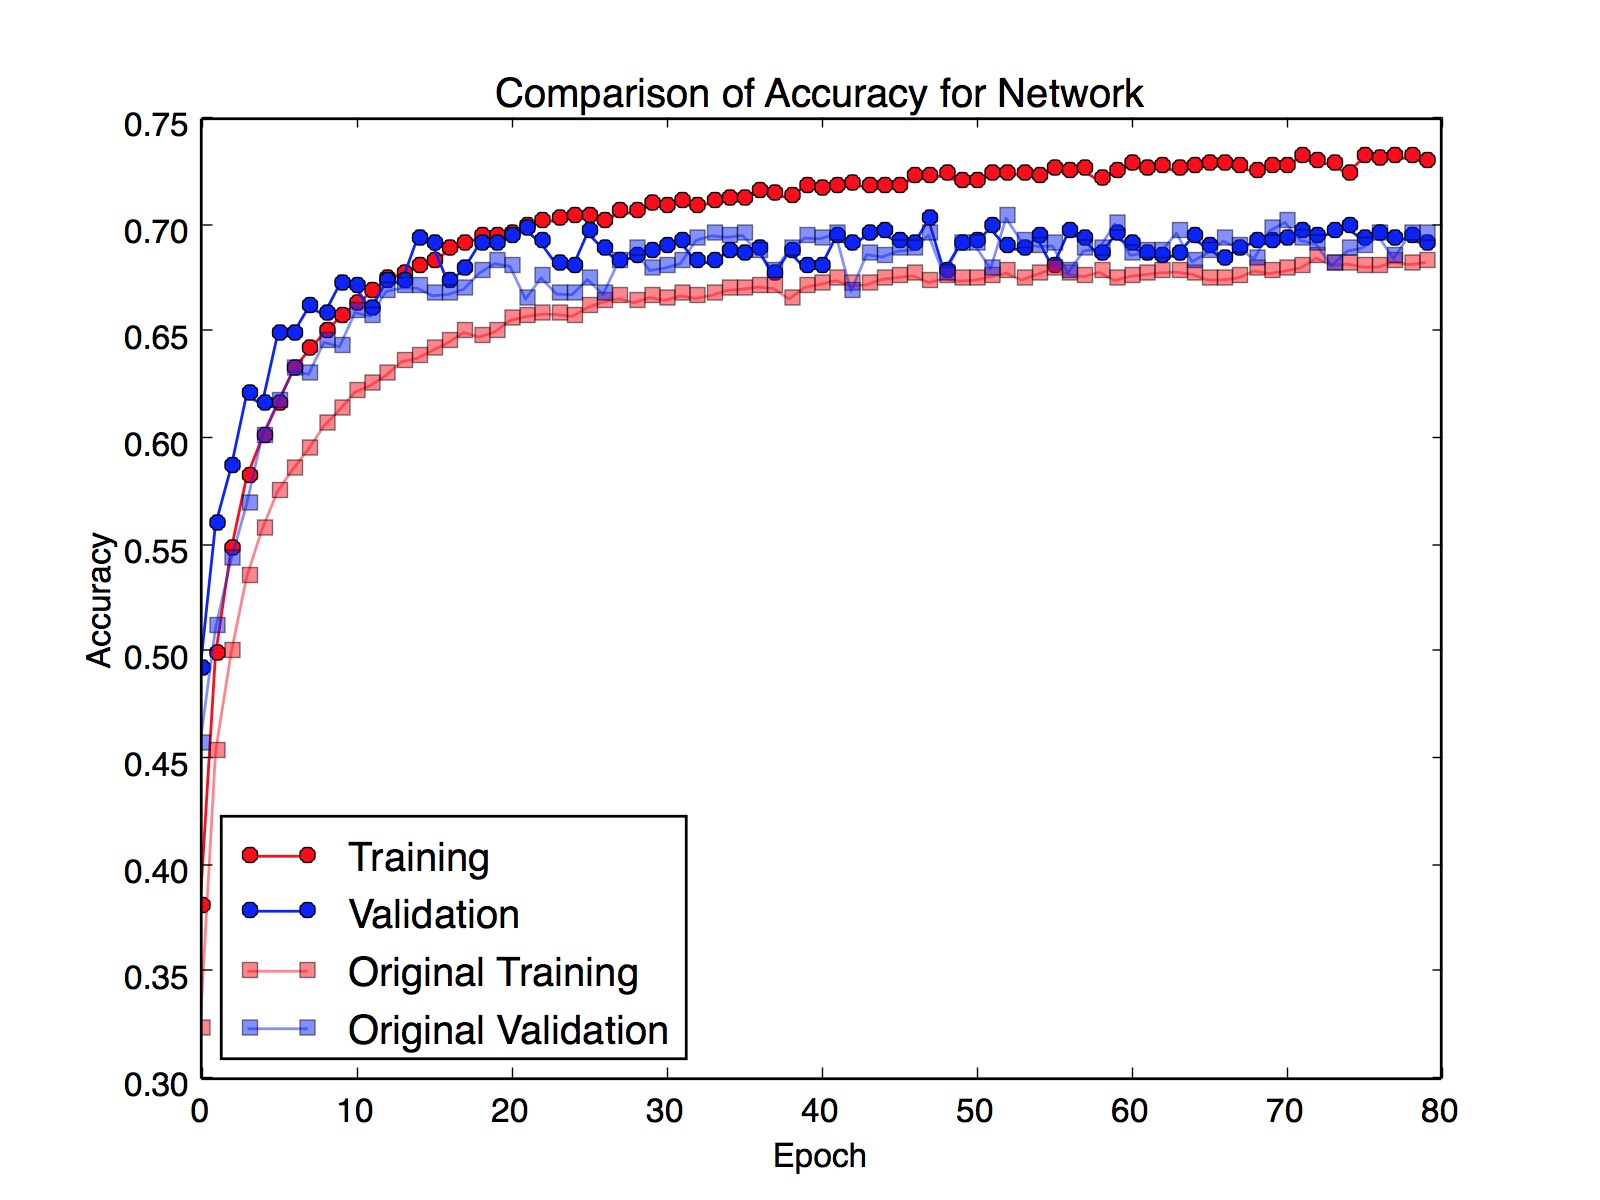 Comparison of Accuracy for Network
0.75
0.70
0.65
0.60
0.55
0.50
0.45
0.40
0.35
0.30
Accuracy
Training
Validation
Original Training
Original Validation
0 10 20 30 40 50 60 70 80
Epoch